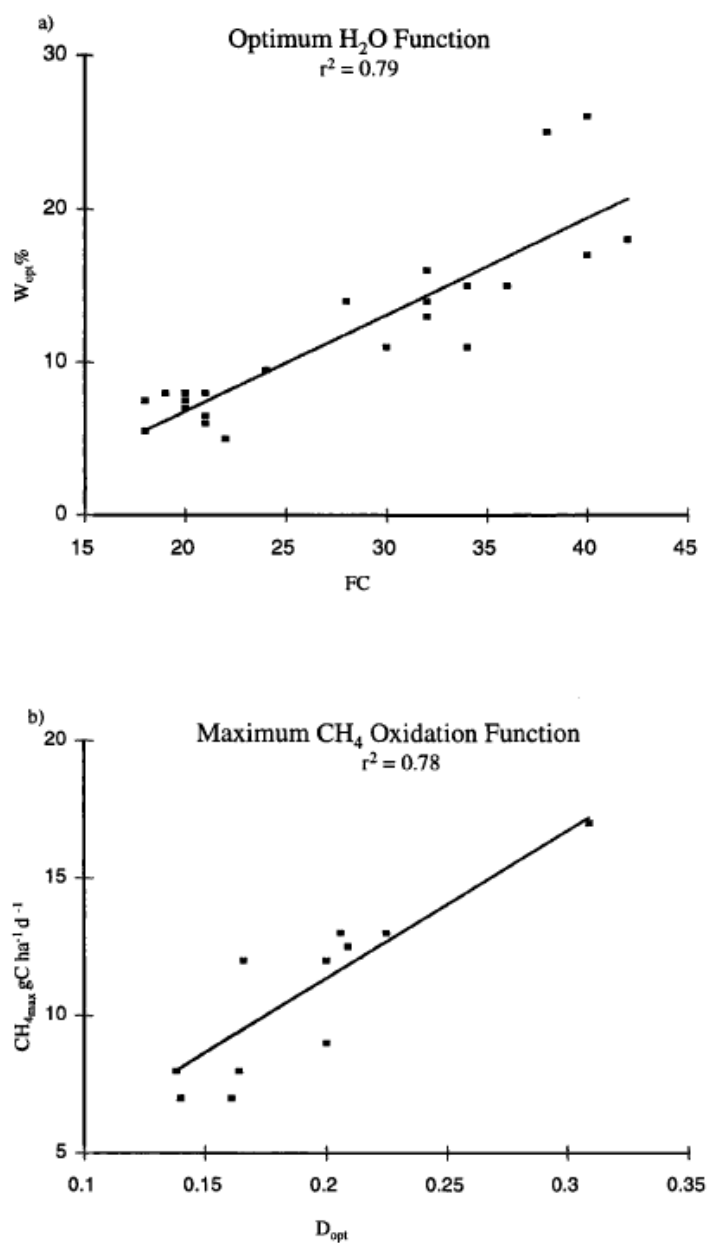 a)
Optimum H₂O Function
r² = 0.79
30
20
10
0
W_opt%
15 20 25 30 35 40 45
FC
b)
Maximum CH₄ Oxidation Function
r² = 0.78
20
15
10
5
CH₄max gC ha⁻¹ d⁻¹
0.1 0.15 0.2 0.25 0.3 0.35
D_opt